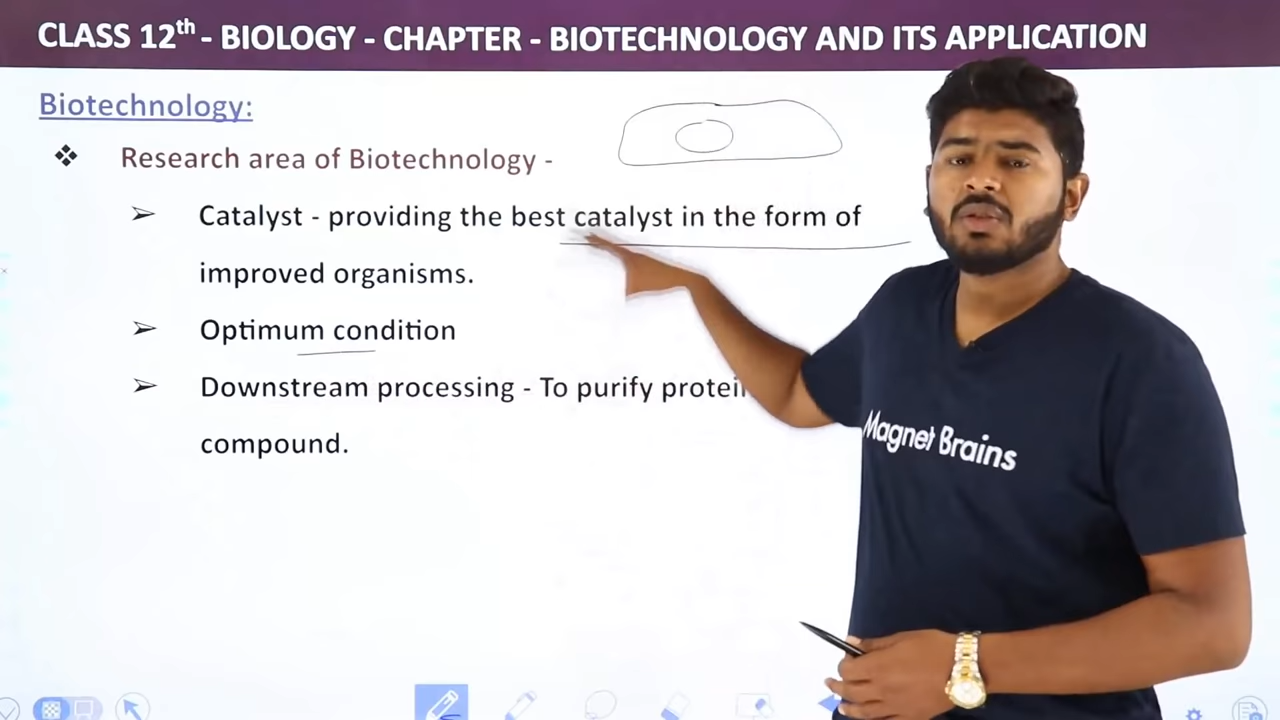 CLASS 12th - BIOLOGY - CHAPTER - BIOTECHNOLOGY AND ITS APPLICATION
Biotechnology:
❖ Research area of Biotechnology -
➢ Catalyst - providing the best catalyst in the form of
improved organisms.
➢ Optimum condition
➢ Downstream processing - To purify
compound.
Magnet Brains